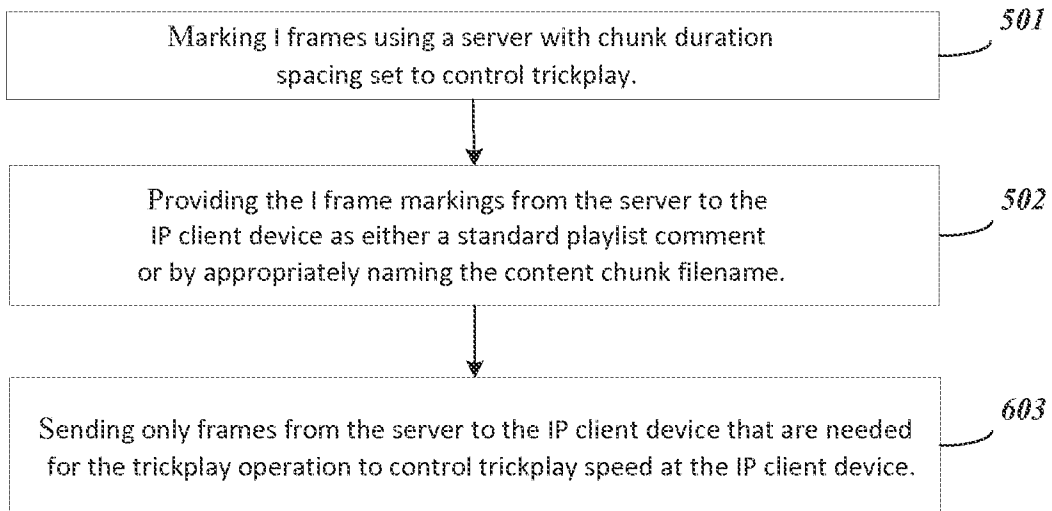 501
Marking I frames using a server with chunk duration
spacing set to control trickplay.
502
Providing the I frame markings from the server to the
IP client device as either a standard playlist comment
or by appropriately naming the content chunk filename.
603
Sending only frames from the server to the IP client device that are needed
for the trickplay operation to control trickplay speed at the IP client device.